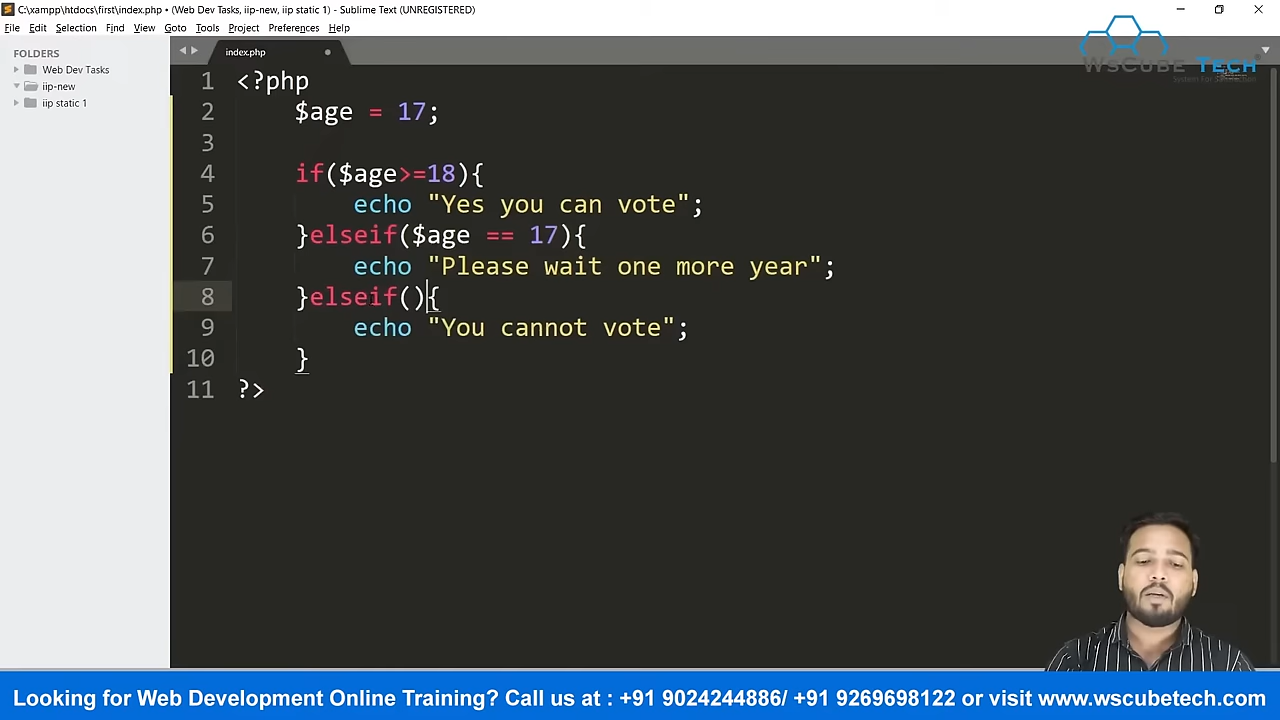 C:\xampp\htdocs\first\index.php • (Web Dev Tasks, iip-new, iip static 1) - Sublime Text (UNREGISTERED)
File Edit Selection Find View Goto Tools Project Preferences Help
FOLDERS
Web Dev Tasks
iip-new
iip static 1
index.php
WsCube Tech
1 <?php
2 $age = 17;
3
4 if($age>=18){
5 echo "Yes you can vote";
6 }elseif($age == 17){
7 echo "Please wait one more year";
8 }elseif(){
9 echo "You cannot vote";
10 }
11 ?>
Looking for Web Development Online Training? Call us at : +91 9024244886/ +91 9269698122 or visit www.wscubetech.com